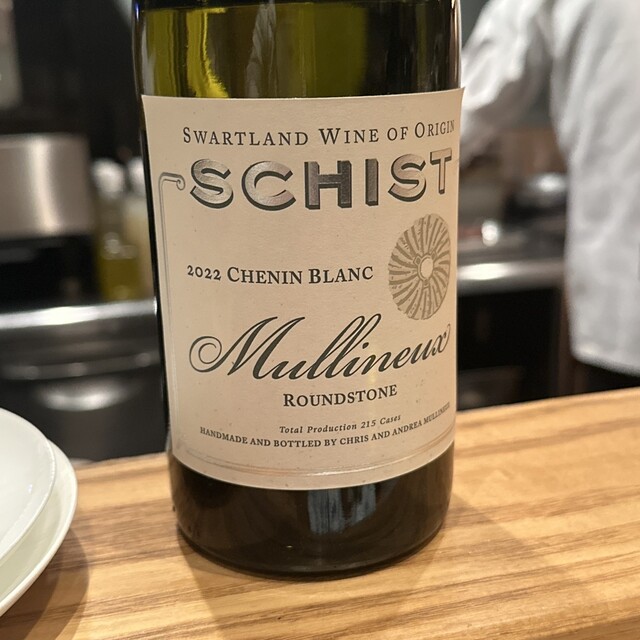 SWARTLAND WINE OF ORIGIN
SCHIST
2022 CHENIN BLANC
Mullineux
ROUNDSTONE
Total Production 215 Cases
HANDMADE AND BOTTLED BY CHRIS AND ANDREA MULLINEUX